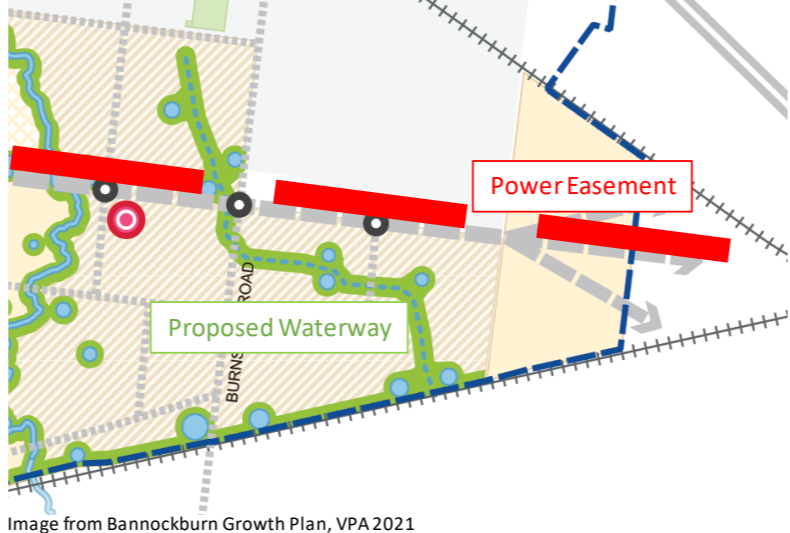 Power Easement
Proposed Waterway
BURNS
ROAD
Image from Bannockburn Growth Plan, VPA 2021